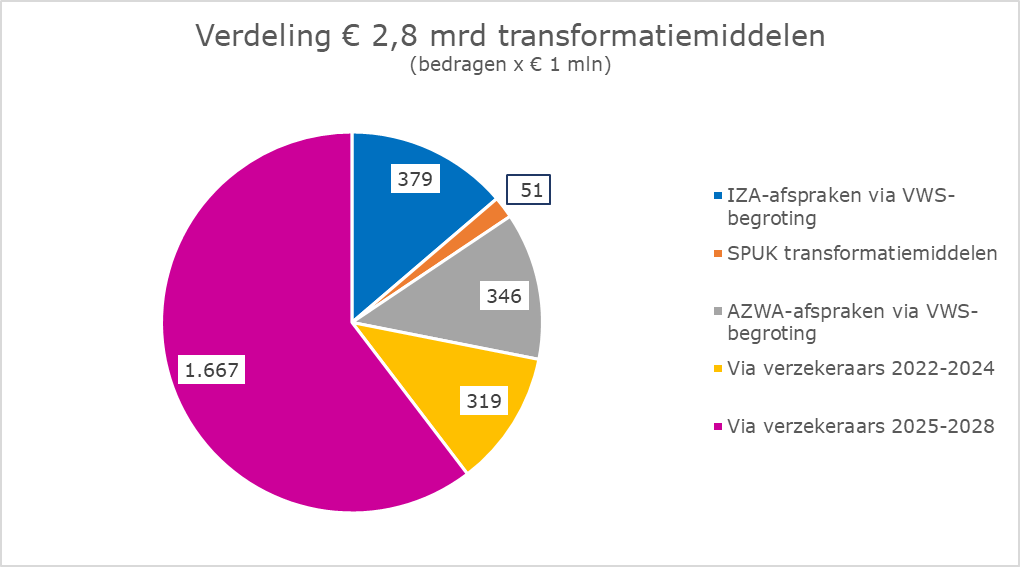 Verdeling € 2,8 mrd transformatiemiddelen
(bedragen x € 1 mln)
379
51
346
319
1.667
IZA-afspraken via VWS-
begroting
SPUK transformatiemiddelen
AZWA-afspraken via VWS-
begroting
Via verzekeraars 2022-2024
Via verzekeraars 2025-2028